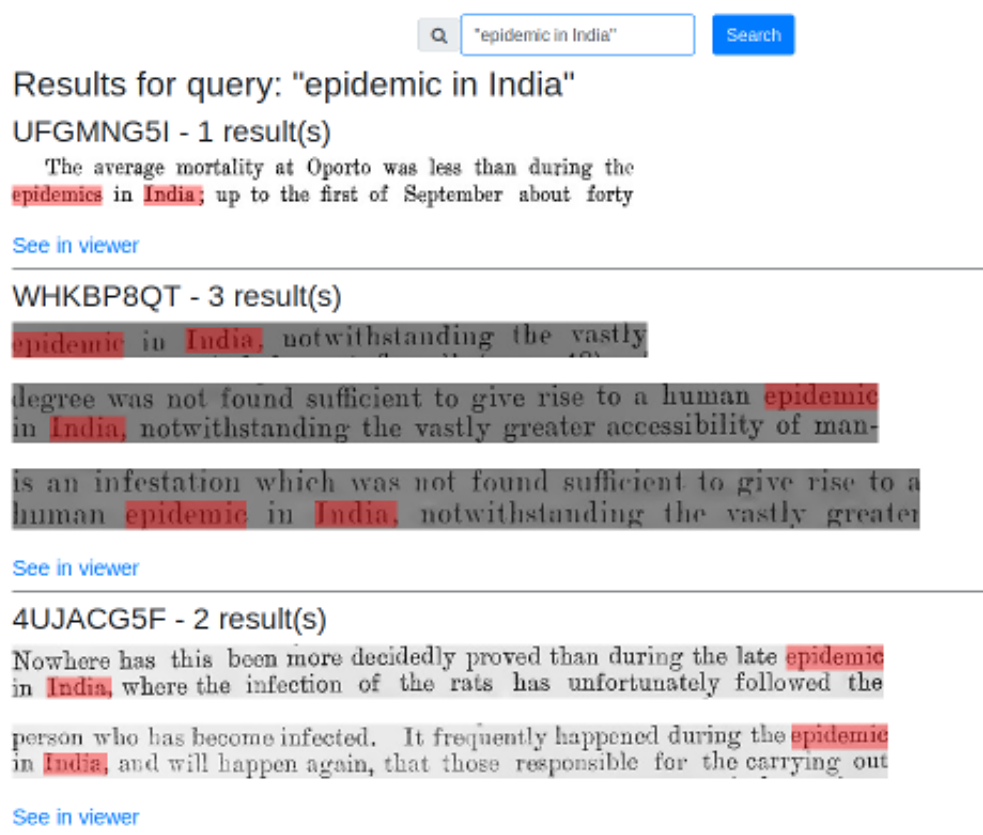 "epidemic in India"
Search
Results for query: "epidemic in India"
UFGMNG5I - 1 result(s)
The average mortality at Oporto was less than during the
epidemics in India; up to the first of September about forty
See in viewer
WHKBP8QT - 3 result(s)
epidemic in India, notwithstanding the vastly
degree was not found sufficient to give rise to a human epidemic
in India, notwithstanding the vastly greater accessibility of man-
is an infestation which was not found sufficient to give rise to a
human epidemic in India, notwithstanding the vastly greater
See in viewer
4UJACG5F - 2 result(s)
Nowhere has this been more decidedly proved than during the late epidemic
in India, where the infection of the rats has unfortunately followed the
person who has become infected. It frequently happened during the epidemic
in India, and will happen again, that those responsible for the carrying out
See in viewer